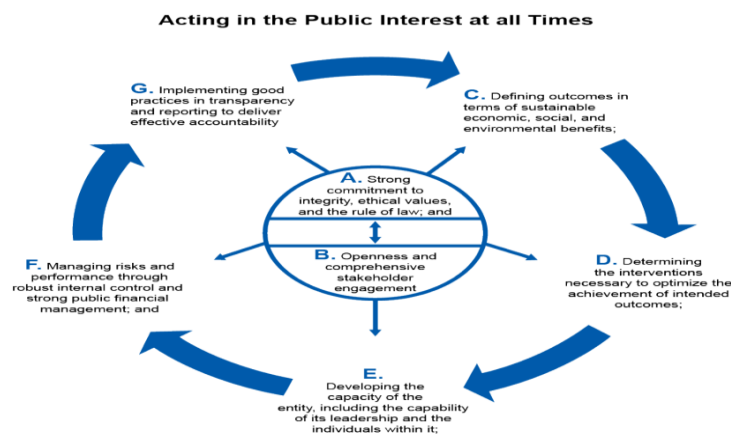 Acting in the Public Interest at all Times
G. Implementing good
practices in transparency
and reporting to deliver
effective accountability
C. Defining outcomes in
terms of sustainable
economic, social, and
environmental benefits;
A. Strong
commitment to
integrity, ethical values,
and the rule of law; and
B. Openness and
comprehensive
stakeholder
engagement
F. Managing risks and
performance through
robust internal control and
strong public financial
management; and
D. Determining
the interventions
necessary to optimize the
achievement of intended
outcomes;
E.
Developing the
capacity of the
entity, including the capability
of its leadership and the
individuals within it;